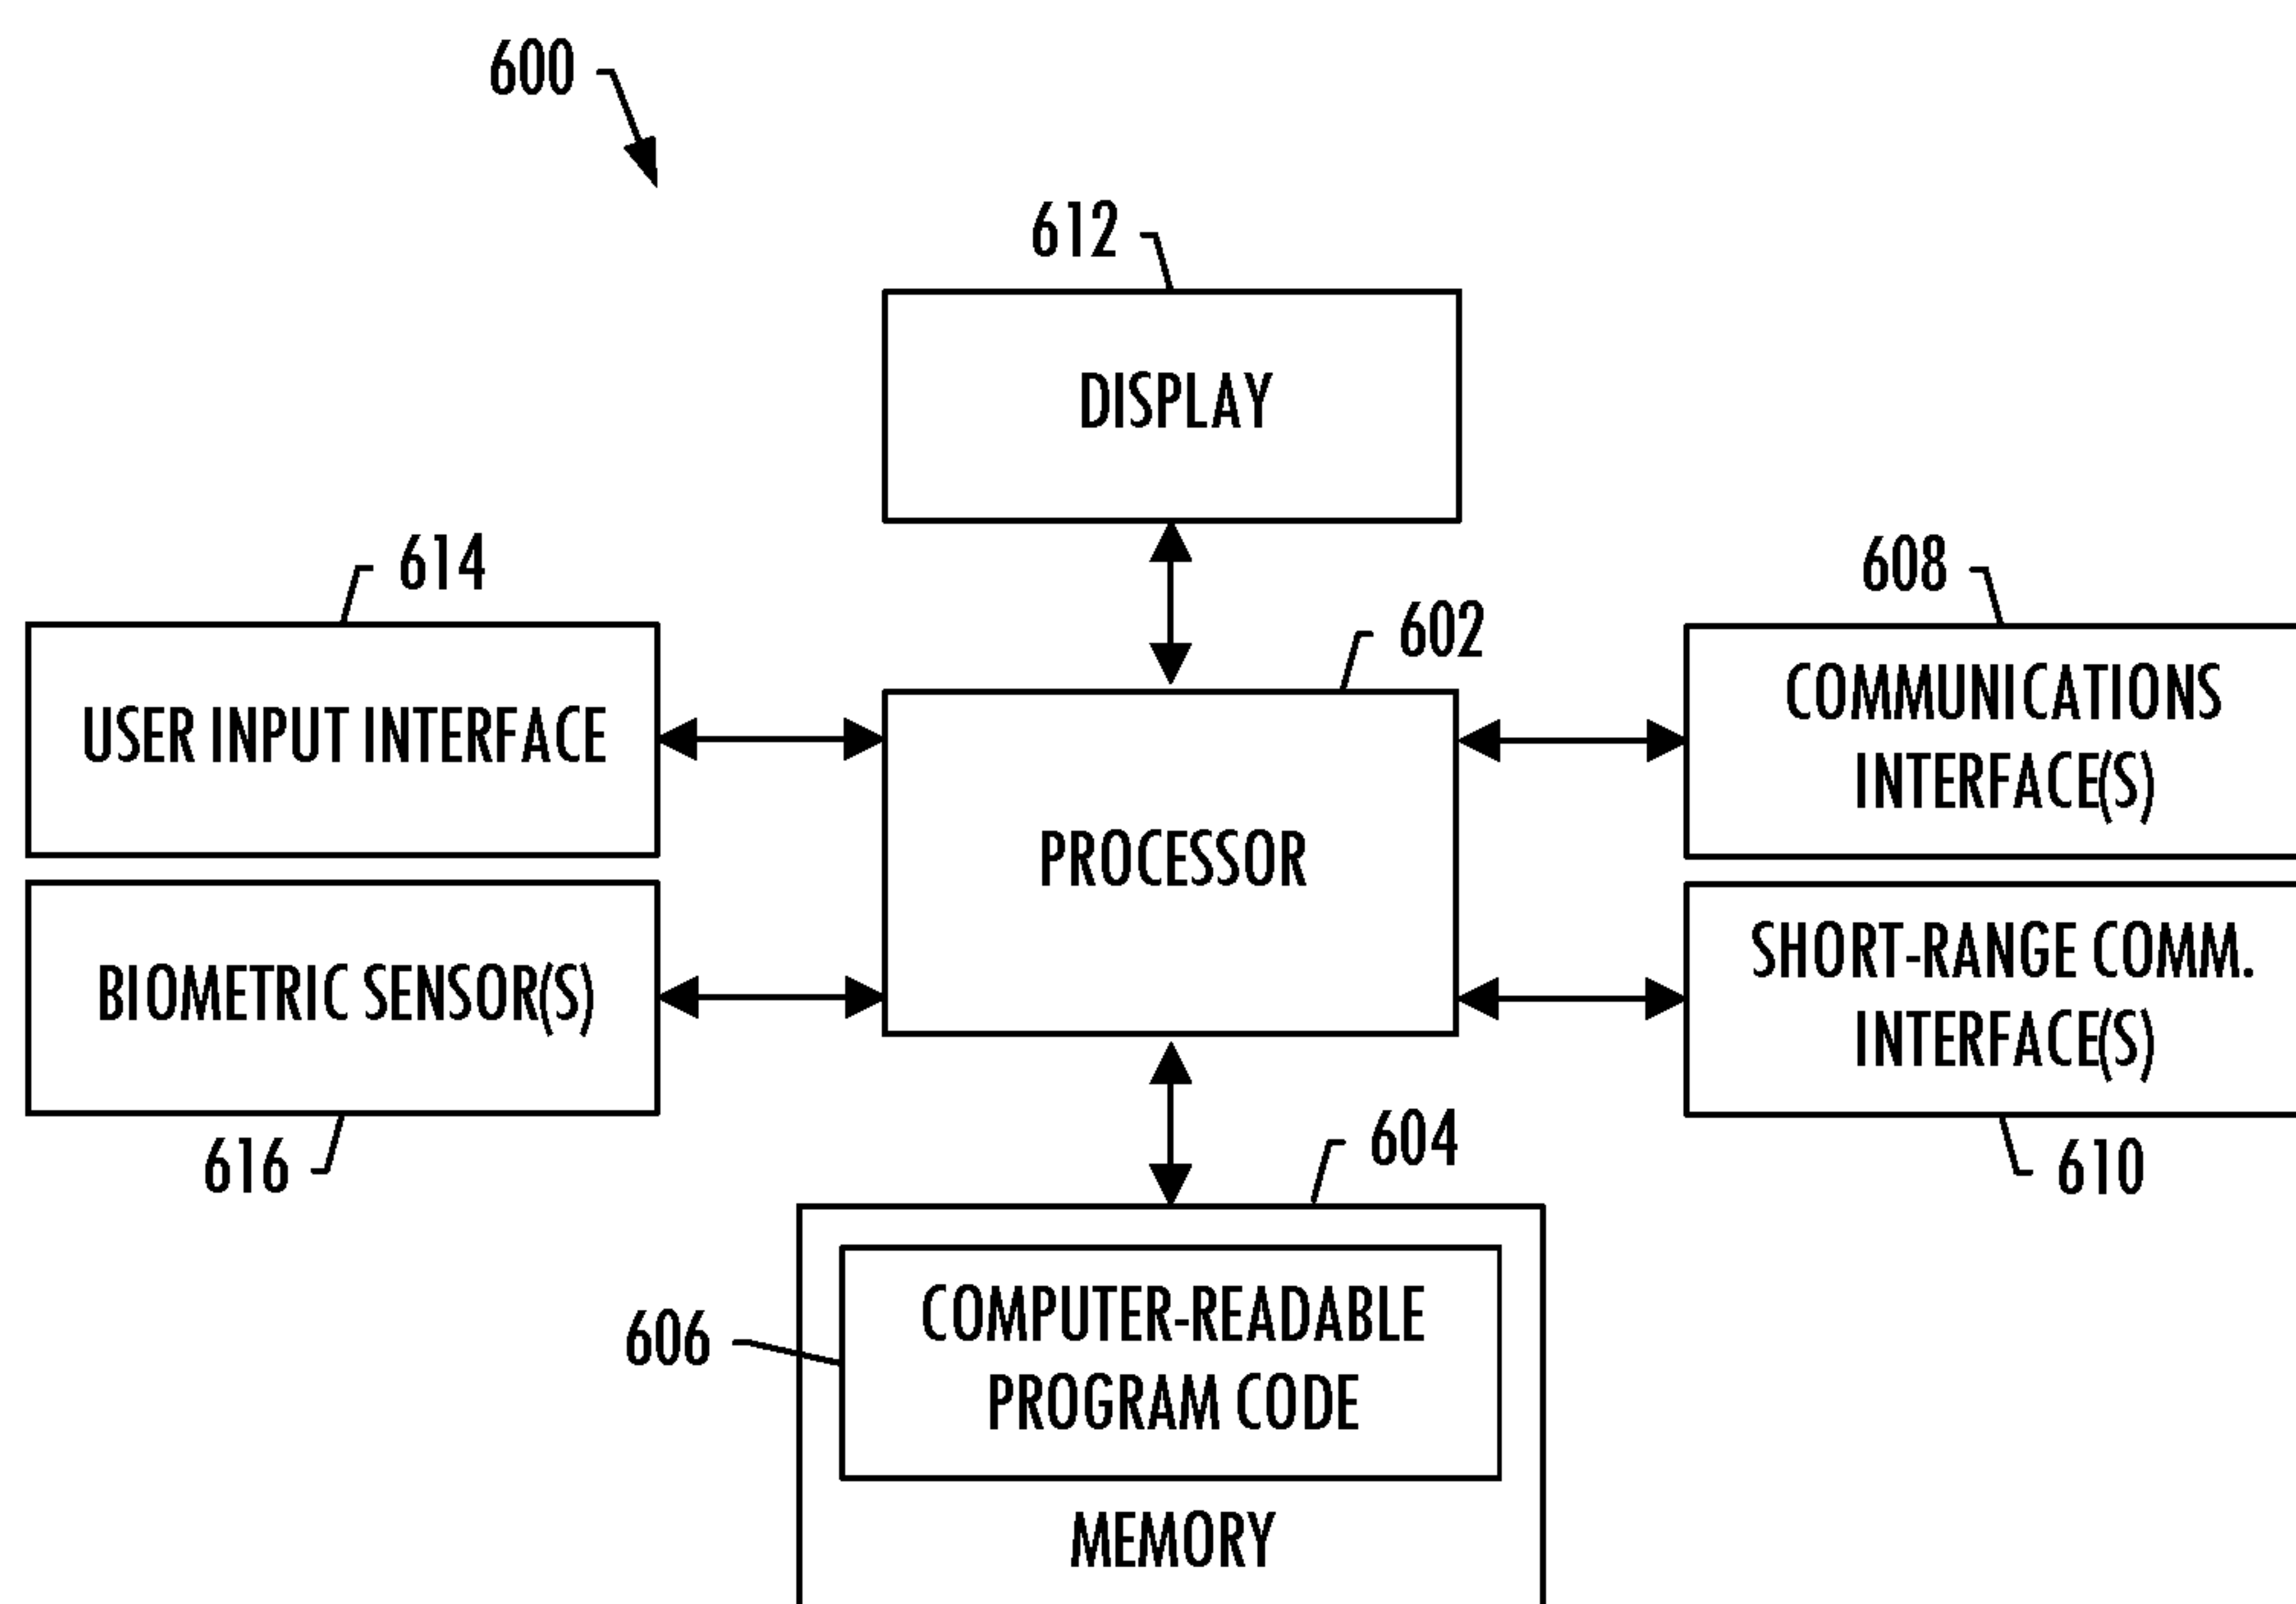 600
612
DISPLAY
614
USER INPUT INTERFACE
602
PROCESSOR
608
COMMUNICATIONS
INTERFACE(S)
BIOMETRIC SENSOR(S)
616
SHORT-RANGE COMM.
INTERFACE(S)
610
604
606
COMPUTER-READABLE
PROGRAM CODE
MEMORY